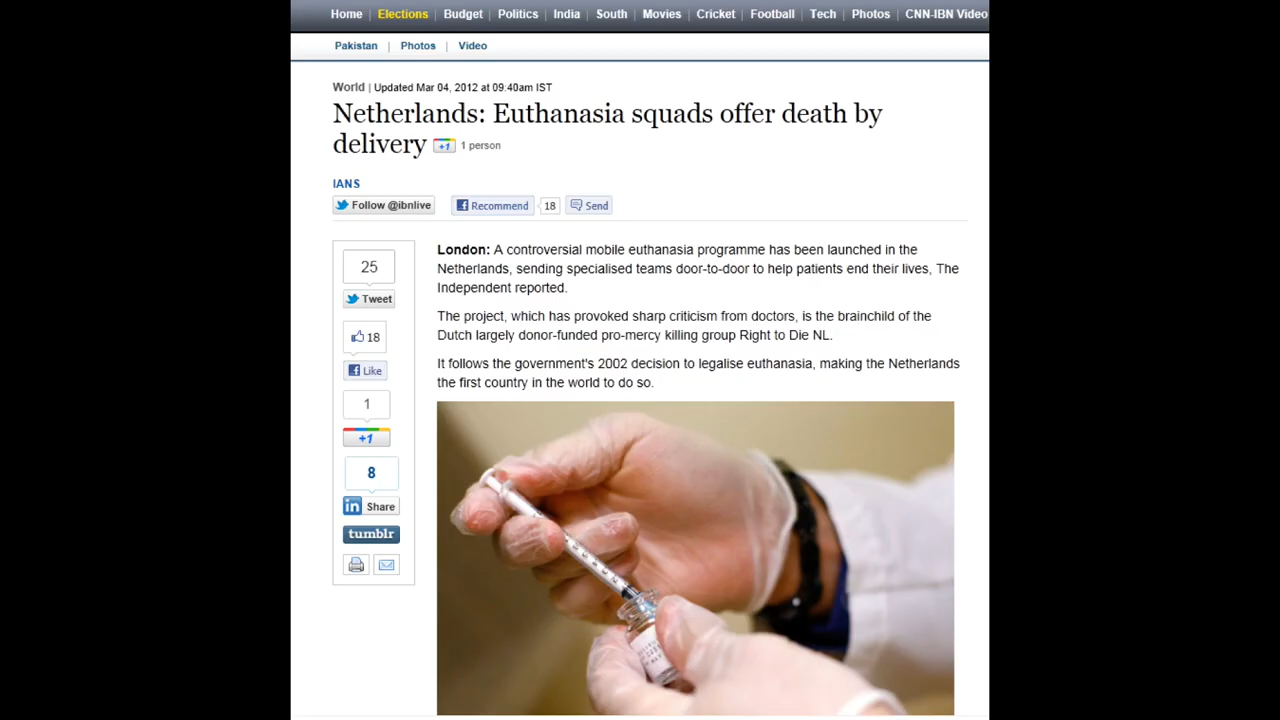 Home | Elections | Budget | Politics | India | South | Movies | Cricket | Football | Tech | Photos | CNN-IBN Video
Pakistan | Photos | Video
World | Updated Mar 04, 2012 at 09:40am IST
Netherlands: Euthanasia squads offer death by
delivery +1 1 person
IANS
Follow @ibnlive Recommend 18 Send
25
Tweet
18
Like
1
+1
8
in Share
tumblr
London: A controversial mobile euthanasia programme has been launched in the
Netherlands, sending specialised teams door-to-door to help patients end their lives, The
Independent reported.
The project, which has provoked sharp criticism from doctors, is the brainchild of the
Dutch largely donor-funded pro-mercy killing group Right to Die NL.
It follows the government's 2002 decision to legalise euthanasia, making the Netherlands
the first country in the world to do so.